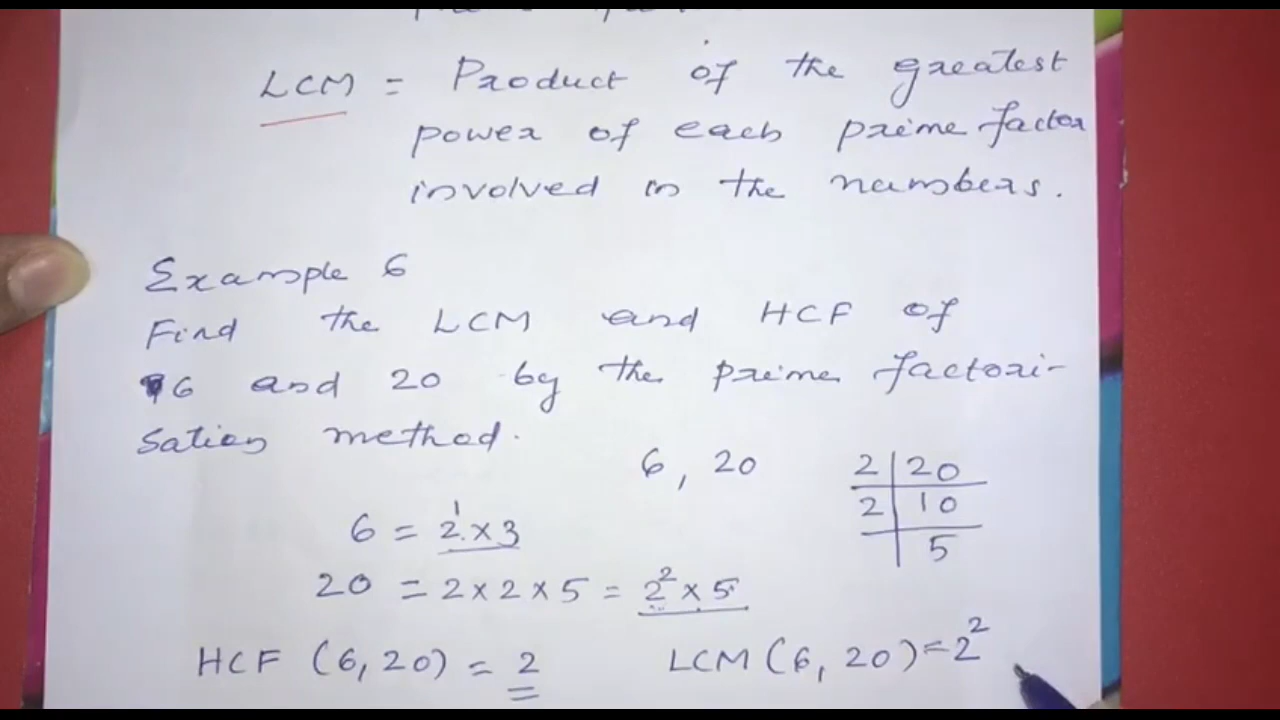 LCM = Product of the greatest
power of each prime factor
involved in the numbers.
Example 6
Find the LCM and HCF of
6 and 20 by the prime factori-
sation method.
6, 20
2 | 20
2 | 10
5
6 = 2¹ × 3
20 = 2 × 2 × 5 = 2² × 5
HCF (6, 20) = 2
LCM (6, 20) = 2²